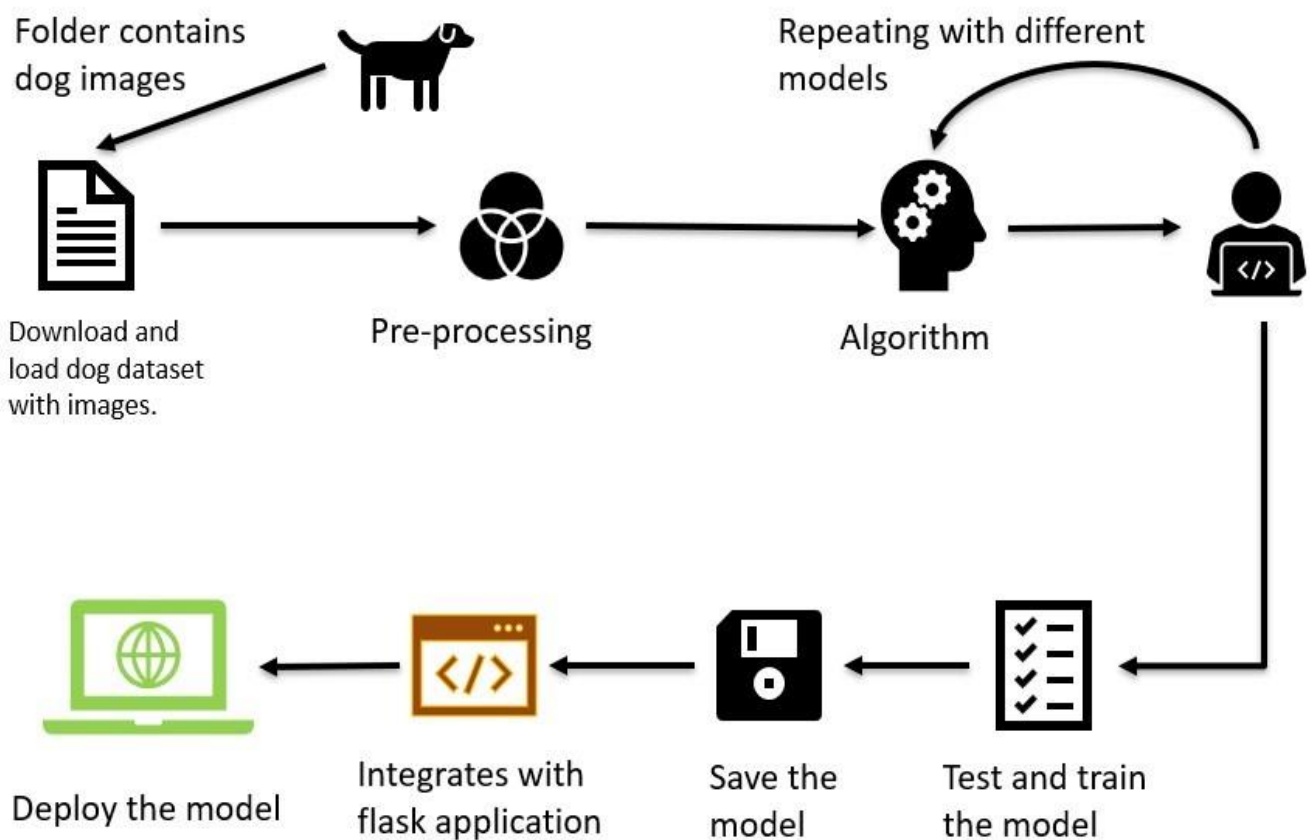 Folder contains
dog images
Repeating with different
models
</>
Download and
load dog dataset
with images.
Pre-processing
Algorithm
</>
Deploy the model
Integrates with
flask application
Save the
model
Test and train
the model